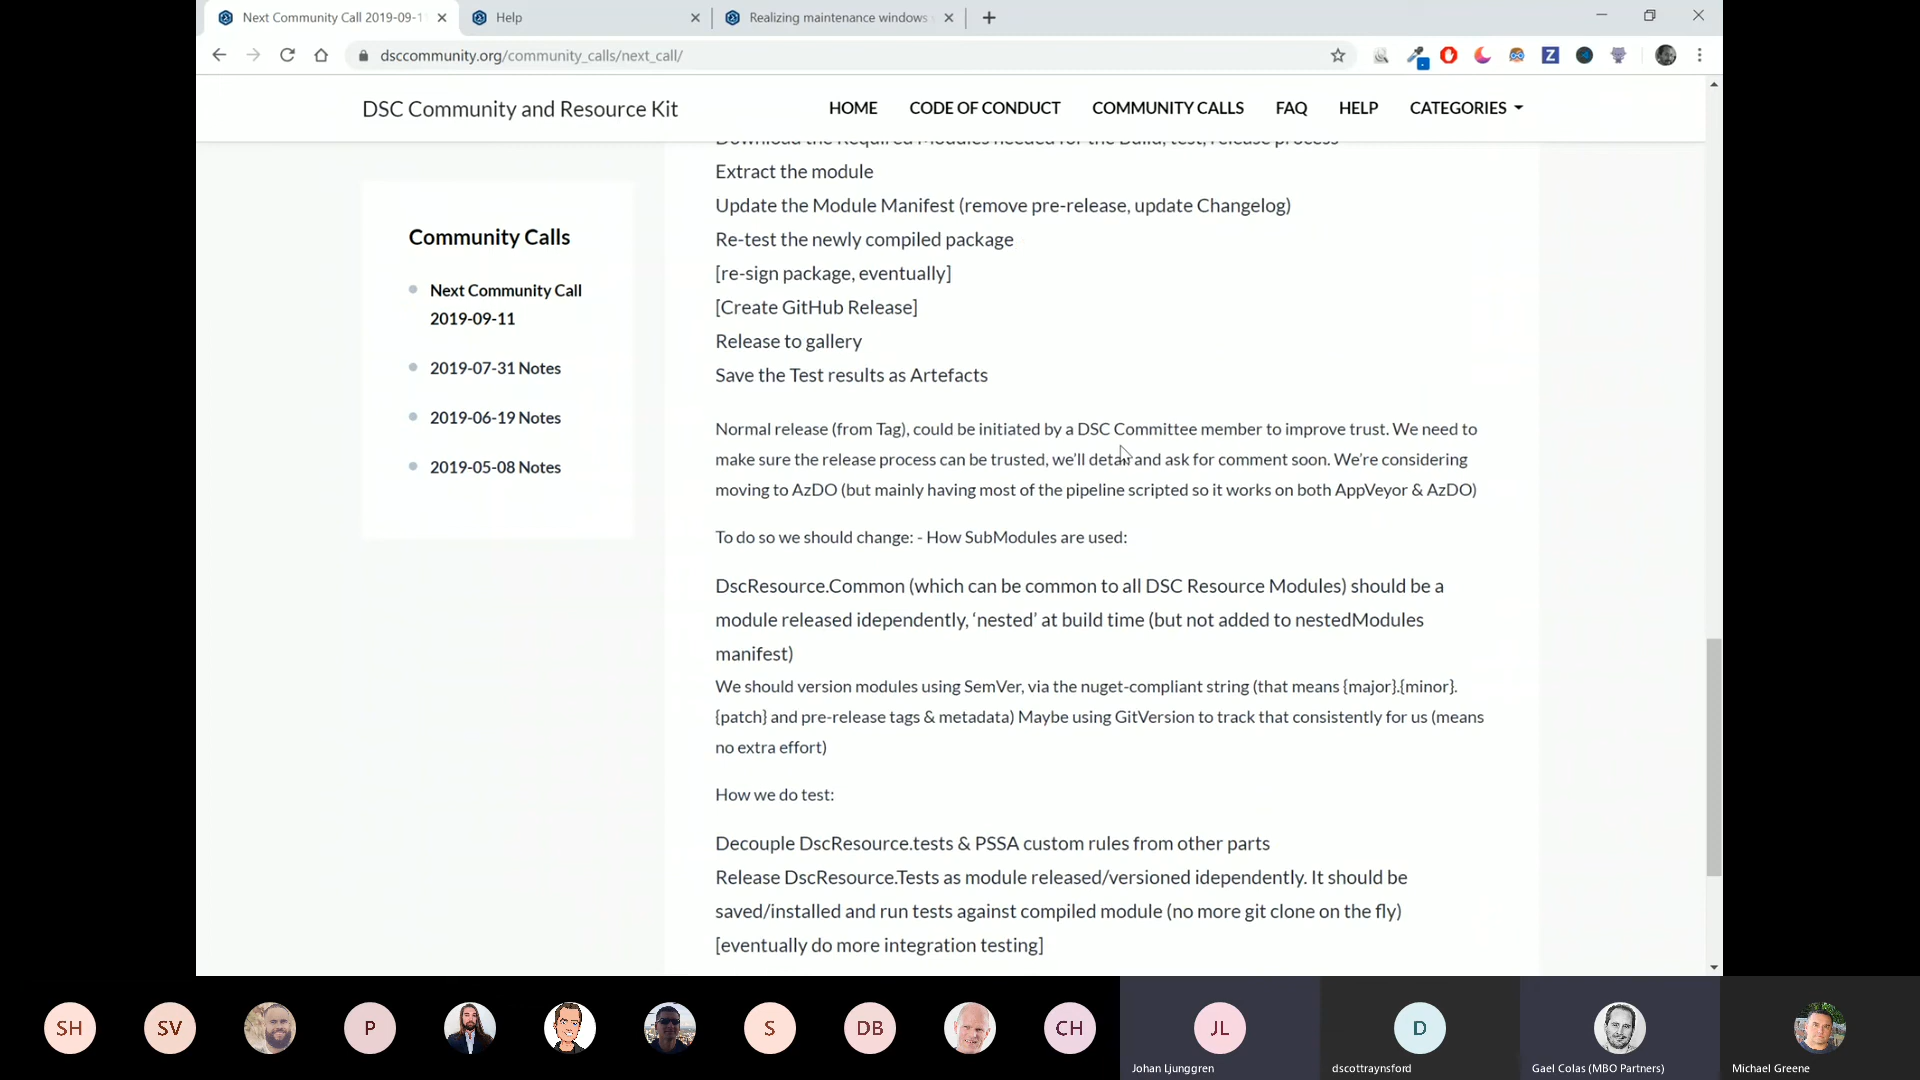 Next Community Call 2019-09-1
Help
Realizing maintenance windows
dsccommunity.org/community_calls/next_call/
DSC Community and Resource Kit
HOME
CODE OF CONDUCT
COMMUNITY CALLS
FAQ
HELP
CATEGORIES
Community Calls
Next Community Call
2019-09-11
2019-07-31 Notes
2019-06-19 Notes
2019-05-08 Notes
Download the Required Modules needed for the Build, test, release process
Extract the module
Update the Module Manifest (remove pre-release, update Changelog)
Re-test the newly compiled package
[re-sign package, eventually]
[Create GitHub Release]
Release to gallery
Save the Test results as Artefacts
Normal release (from Tag), could be initiated by a DSC Committee member to improve trust. We need to
make sure the release process can be trusted, we’ll detail and ask for comment soon. We’re considering
moving to AzDO (but mainly having most of the pipeline scripted so it works on both AppVeyor & AzDO)
To do so we should change: - How SubModules are used:
DscResource.Common (which can be common to all DSC Resource Modules) should be a
module released idependently, ‘nested’ at build time (but not added to nestedModules
manifest)
We should version modules using SemVer, via the nuget-compliant string (that means {major}.{minor}.
{patch} and pre-release tags & metadata) Maybe using GitVersion to track that consistently for us (means
no extra effort)
How we do test:
Decouple DscResource.tests & PSSA custom rules from other parts
Release DscResource.Tests as module released/versioned idependently. It should be
saved/installed and run tests against compiled module (no more git clone on the fly)
[eventually do more integration testing]
SH
SV
P
S
DB
CH
JL
D
Johan Ljunggren
dscottraynsford
Gael Colas (MBO Partners)
Michael Greene